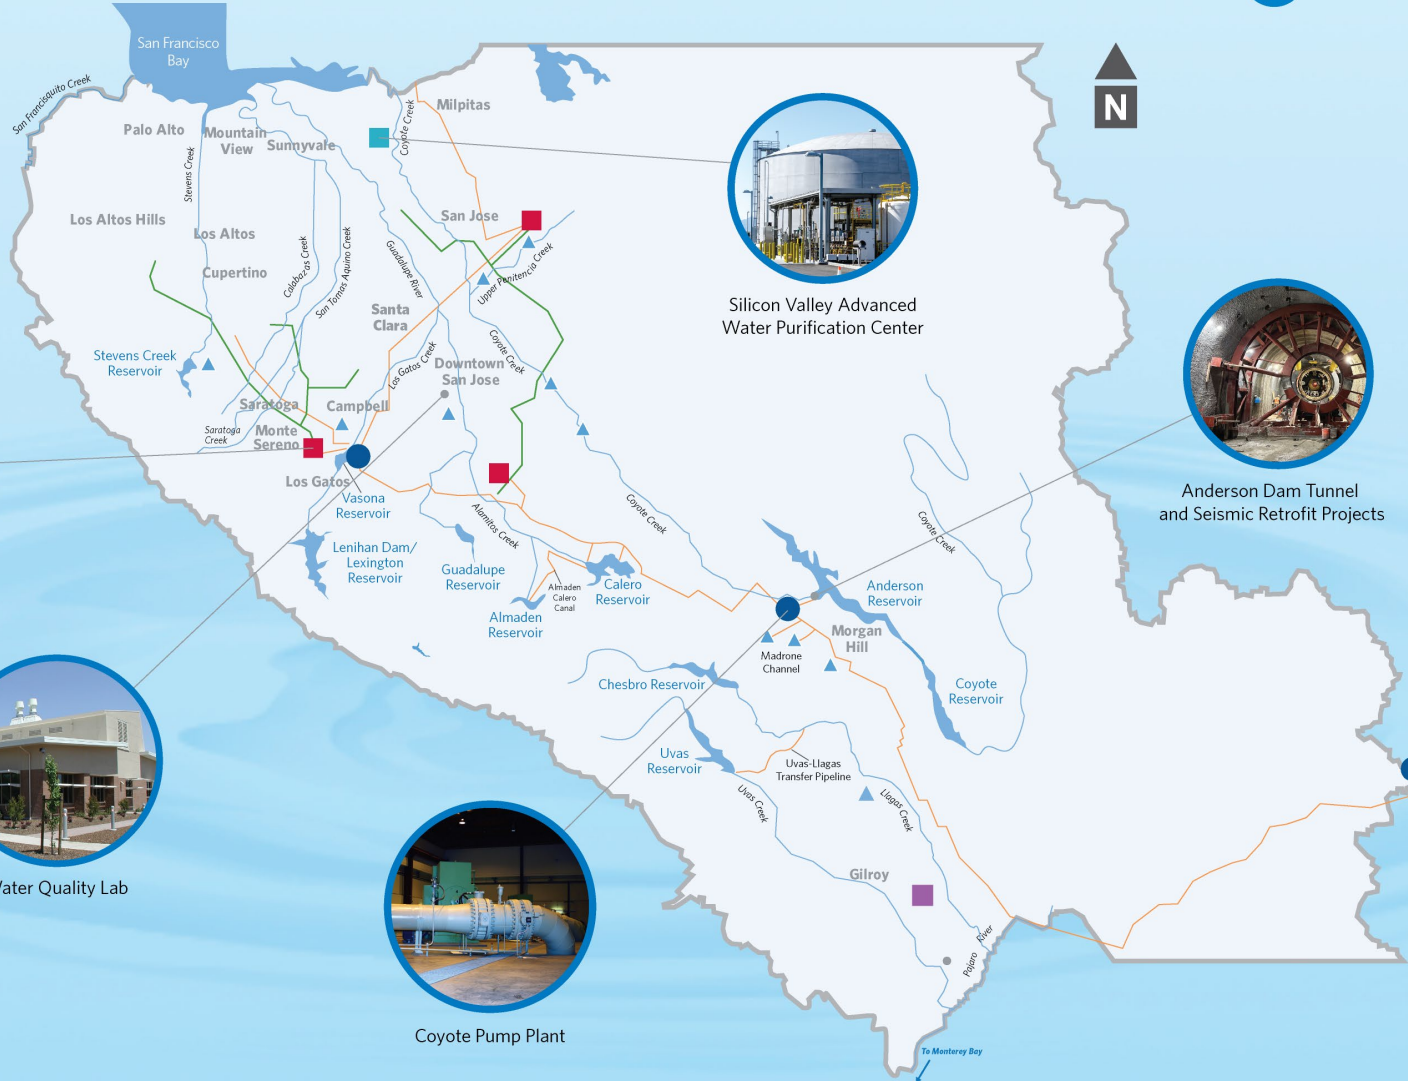 San Francisco
Bay
San Francisquito Creek
Palo Alto
Mountain
View
Sunnyvale
Milpitas
Coyote Creek
N
Stevens Creek
Los Altos Hills
Los Altos
Cupertino
San Jose
Calabazas Creek
San Tomas Aquino Creek
Guadalupe River
Upper Penitencia Creek
Santa
Clara
Silicon Valley Advanced
Water Purification Center
Stevens Creek
Reservoir
Los Gatos Creek
Coyote Creek
Downtown
San Jose
Saratoga
Campbell
Saratoga
Creek
Monte
Sereno
Los Gatos
Vasona
Reservoir
Anderson Dam Tunnel
and Seismic Retrofit Projects
Alamitos Creek
Coyote Creek
Coyote Creek
Lenihan Dam/
Lexington
Reservoir
Guadalupe
Reservoir
Almaden
Calero
Canal
Calero
Reservoir
Anderson
Reservoir
Almaden
Reservoir
Morgan
Hill
Madrone
Channel
Chesbro Reservoir
Coyote
Reservoir
Uvas
Reservoir
Uvas-Llagas
Transfer Pipeline
Uvas Creek
Llagas Creek
Gilroy
Water Quality Lab
Pajaro River
Coyote Pump Plant
To Monterey Bay